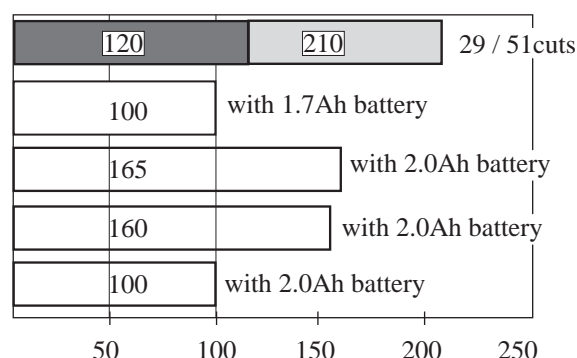 120 210 29 / 51cuts
100 with 1.7Ah battery
165 with 2.0Ah battery
160 with 2.0Ah battery
100 with 2.0Ah battery
50 100 150 200 250